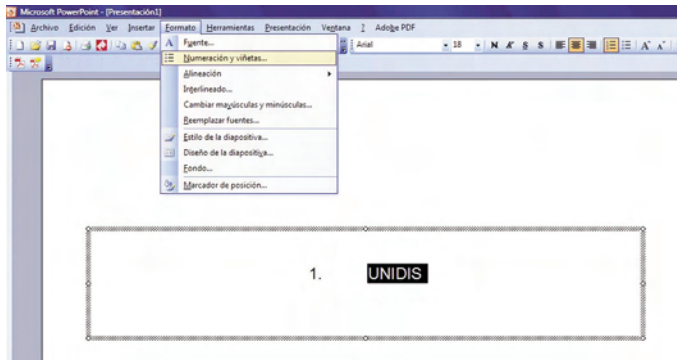 Microsoft PowerPoint - [Presentación1]
Archivo Edición Ver Insertar Formato Herramientas Presentación Ventana ? Adobe PDF
Arial 18 N K S S A A
Fuente...
Numeración y viñetas...
Alineación
Interlineado...
Cambiar mayúsculas y minúsculas...
Reemplazar fuentes...
Estilo de la diapositiva...
Diseño de la diapositiva...
Fondo...
Marcador de posición...
1. UNIDIS